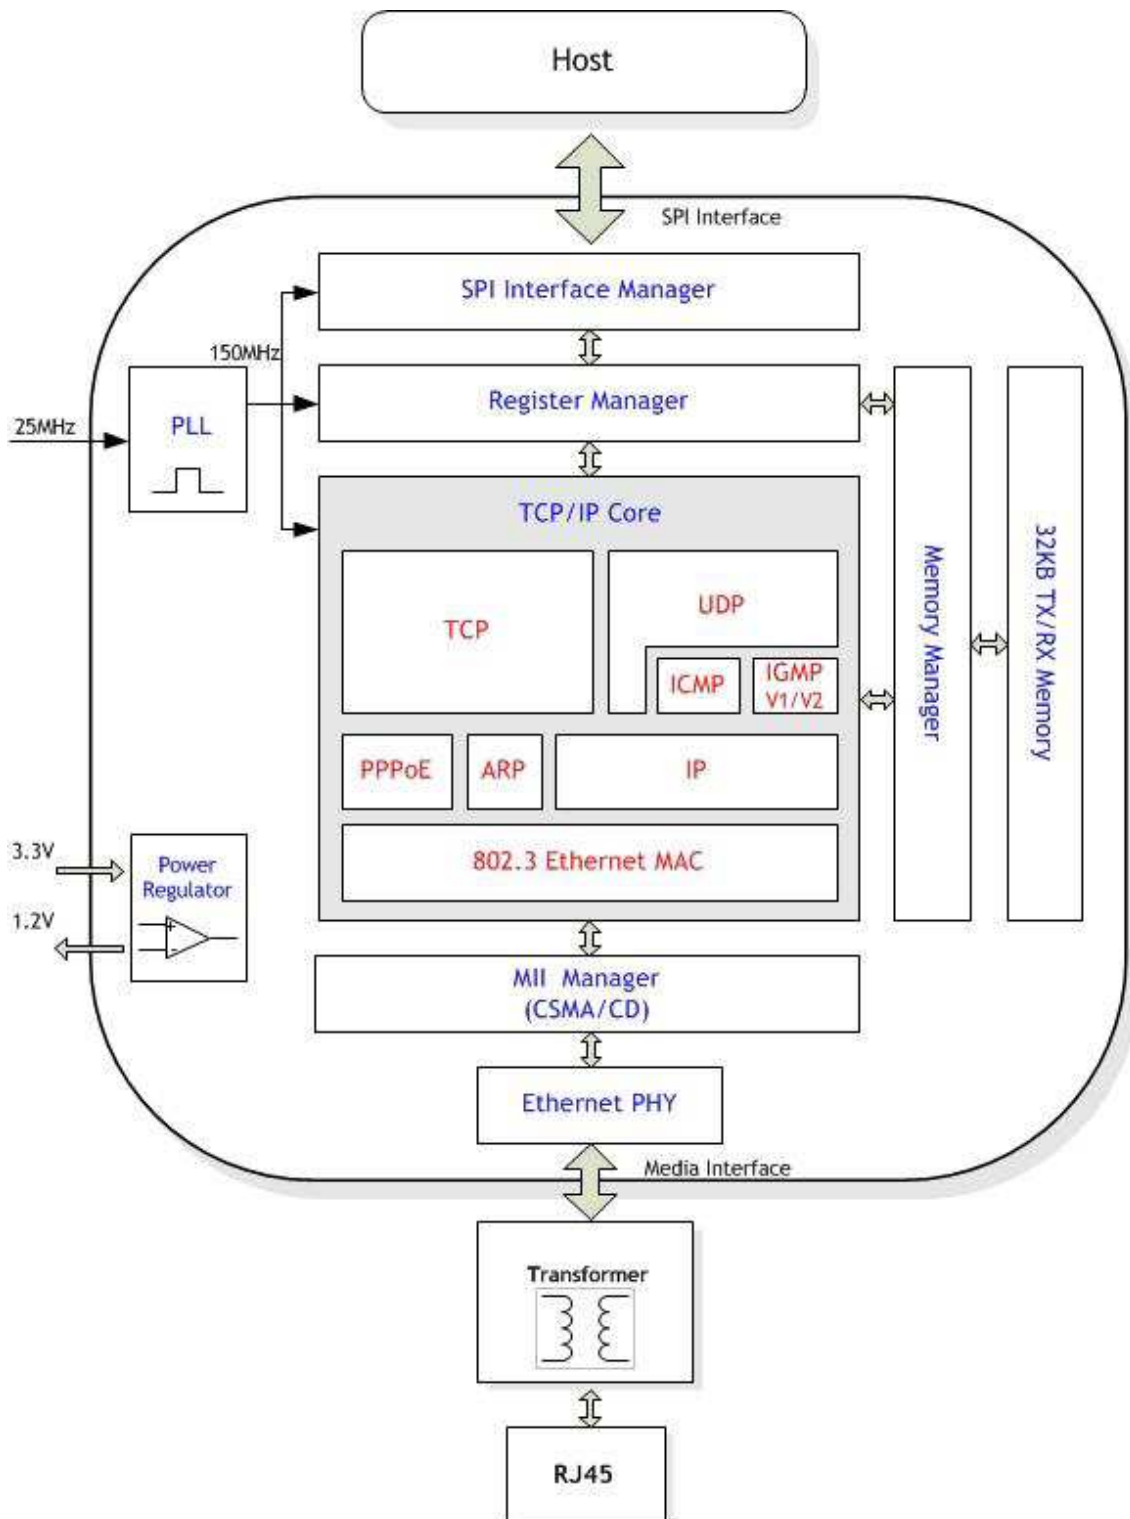 Host
SPI Interface
SPI Interface Manager
150MHz
Register Manager
25MHz
PLL
TCP/IP Core
TCP
UDP
ICMP
IGMP
V1/V2
PPPoE
ARP
IP
802.3 Ethernet MAC
Memory Manager
32KB TX/RX Memory
3.3V
1.2V
Power
Regulator
+
-
MII Manager
(CSMA/CD)
Ethernet PHY
Media Interface
Transformer
RJ45